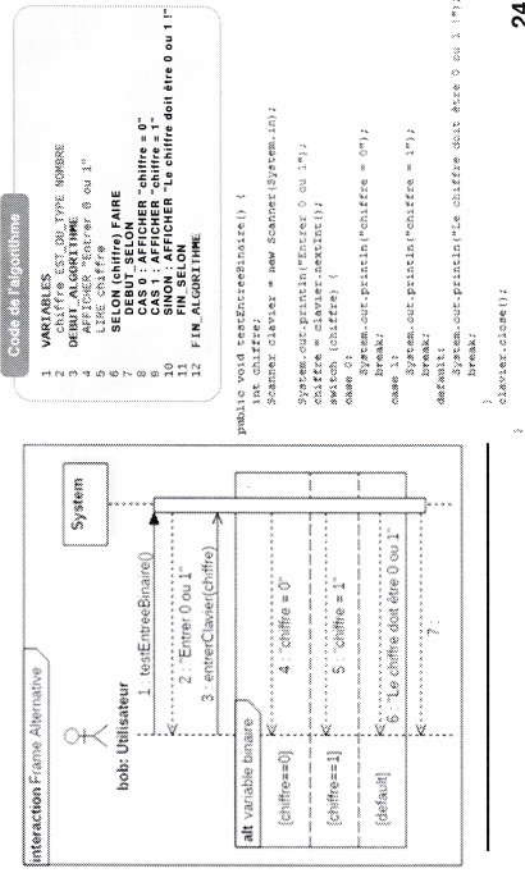 interaction Frame Alternative
bob: Utilisateur
System
1 : testEntreeBinaire()
2 : "Entrer 0 ou 1"
3 : entrerClavier(chiffre)
alt variable binaire
[chiffre==0]
4 : "chiffre = 0"
[chiffre==1]
5 : "chiffre = 1"
[default]
6 : "Le chiffre doit être 0 ou 1"
7 :
Code de l'algorithme
1 VARIABLES
2 chiffre EST_DU_TYPE NOMBRE
3 DEBUT_ALGORITHME
4 AFFICHER "Entrer 0 ou 1"
5 LIRE chiffre
6 SELON (chiffre) FAIRE
7 DEBUT_SELON
8 CAS 0 : AFFICHER "chiffre = 0"
9 CAS 1 : AFFICHER "chiffre = 1"
10 SINON : AFFICHER "Le chiffre doit être 0 ou 1 !"
11 FIN_SELON
12 FIN_ALGORITHME
public void testEntreeBinaire() {
int chiffre;
Scanner clavier = new Scanner(System.in);
System.out.println("Entrer 0 ou 1");
chiffre = clavier.nextInt();
switch (chiffre) {
case 0:
System.out.println("chiffre = 0");
break;
case 1:
System.out.println("chiffre = 1");
break;
default:
System.out.println("Le chiffre doit être 0 ou 1 !");
break;
}
clavier.close();
}
24